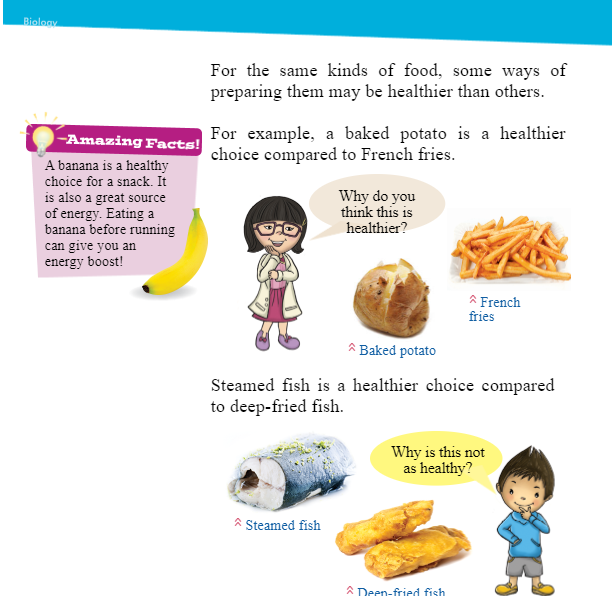 Biology
For the same kinds of food, some ways of
preparing them may be healthier than others.
Amazing Facts!
A banana is a healthy
choice for a snack. It
is also a great source
of energy. Eating a
banana before running
can give you an
energy boost!
For example, a baked potato is a healthier
choice compared to French fries.
Why do you
think this is
healthier?
French
fries
Baked potato
Steamed fish is a healthier choice compared
to deep-fried fish.
Why is this not
as healthy?
Steamed fish
Deep-fried fish